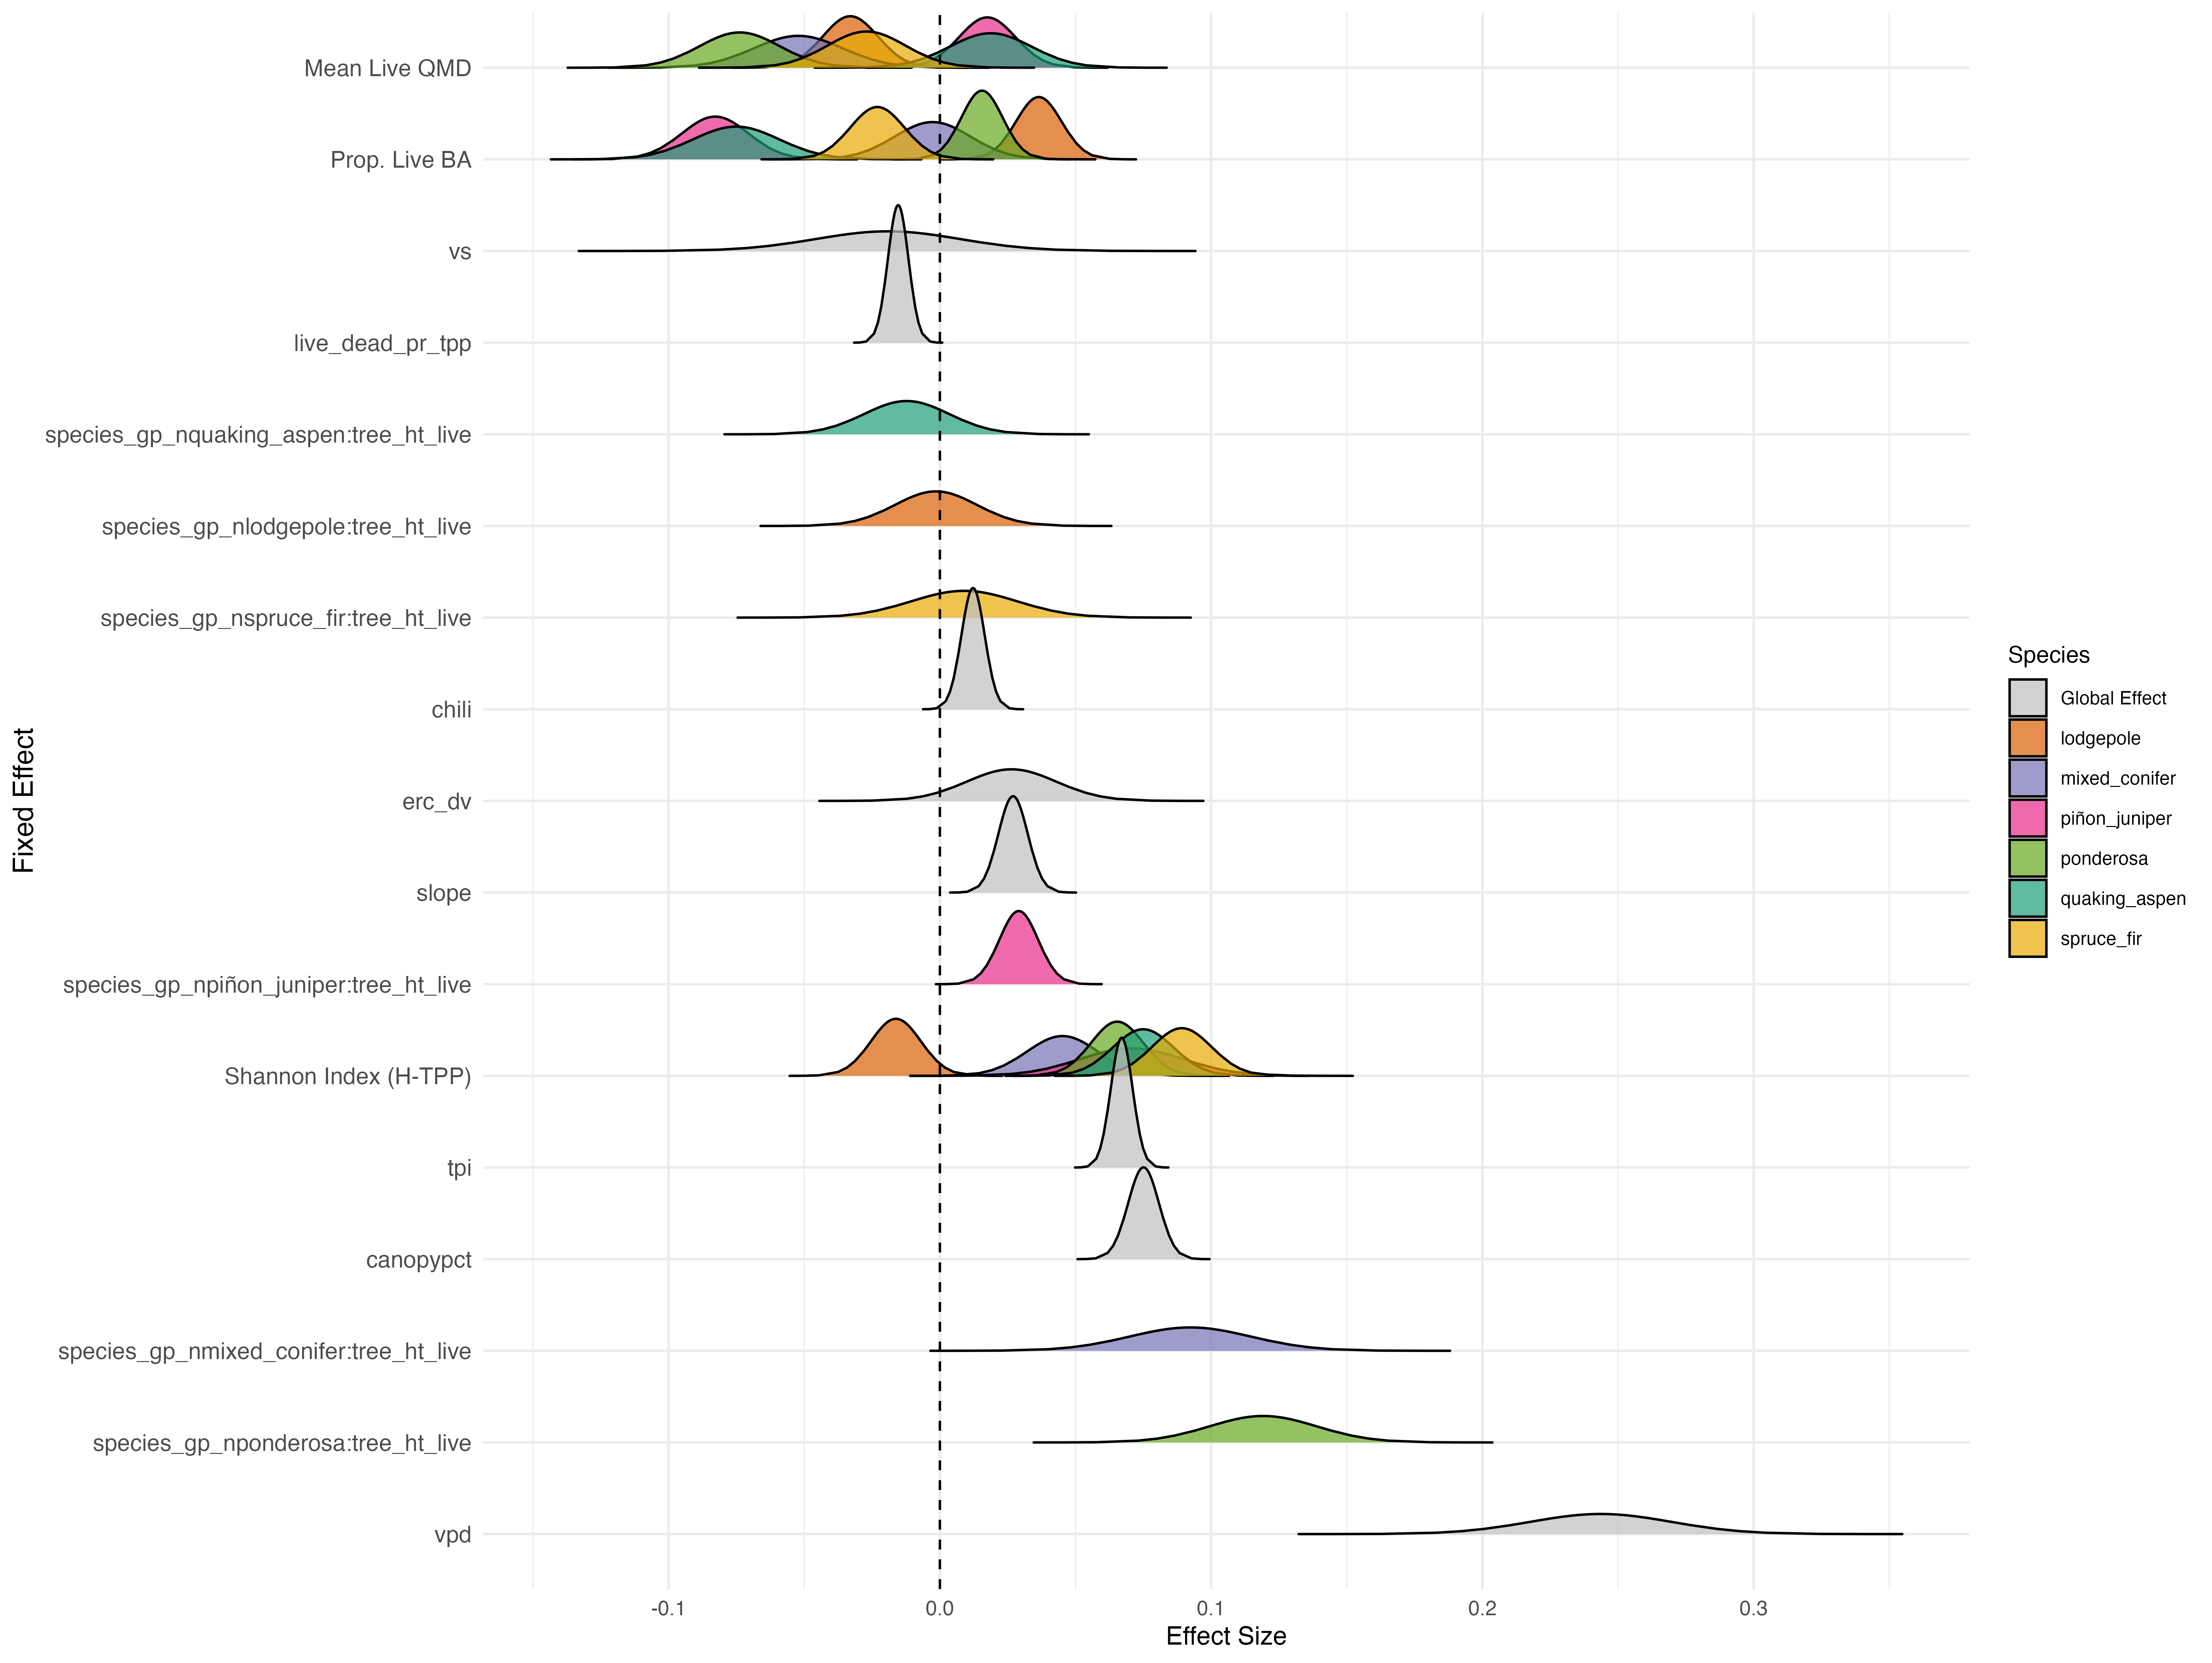 Mean Live QMD
Prop. Live BA
vs
live_dead_pr_tpp
species_gp_nquaking_aspen:tree_ht_live
species_gp_nlodgepole:tree_ht_live
species_gp_nspruce_fir:tree_ht_live
chili
erc_dv
slope
species_gp_npiñon_juniper:tree_ht_live
Shannon Index (H-TPP)
tpi
canopypct
species_gp_nmixed_conifer:tree_ht_live
species_gp_nponderosa:tree_ht_live
vpd
Fixed Effect
-0.1 0.0 0.1 0.2 0.3
Effect Size
Species
Global Effect
lodgepole
mixed_conifer
piñon_juniper
ponderosa
quaking_aspen
spruce_fir